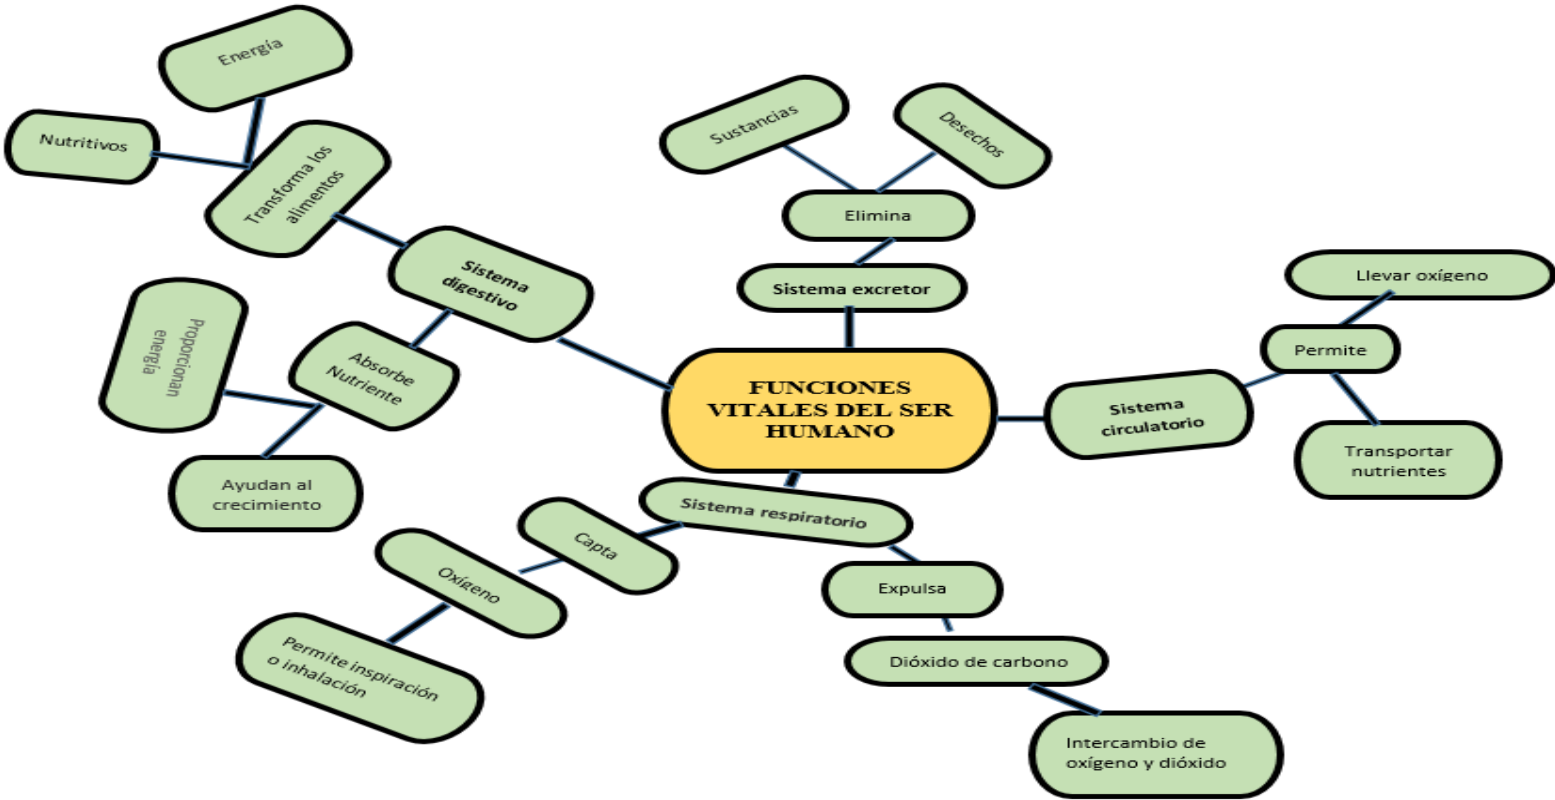 Energía
Nutritivos
Transforma los
alimentos
Sistema
digestivo
Proporcionan
energía
Absorbe
Nutriente
Ayudan al
crecimiento
Sustancias
Desechos
Elimina
Sistema excretor
FUNCIONES
VITALES DEL SER
HUMANO
Llevar oxígeno
Permite
Sistema
circulatorio
Transportar
nutrientes
Sistema respiratorio
Capta
Oxígeno
Permite inspiración
o inhalación
Expulsa
Dióxido de carbono
Intercambio de
oxígeno y dióxido